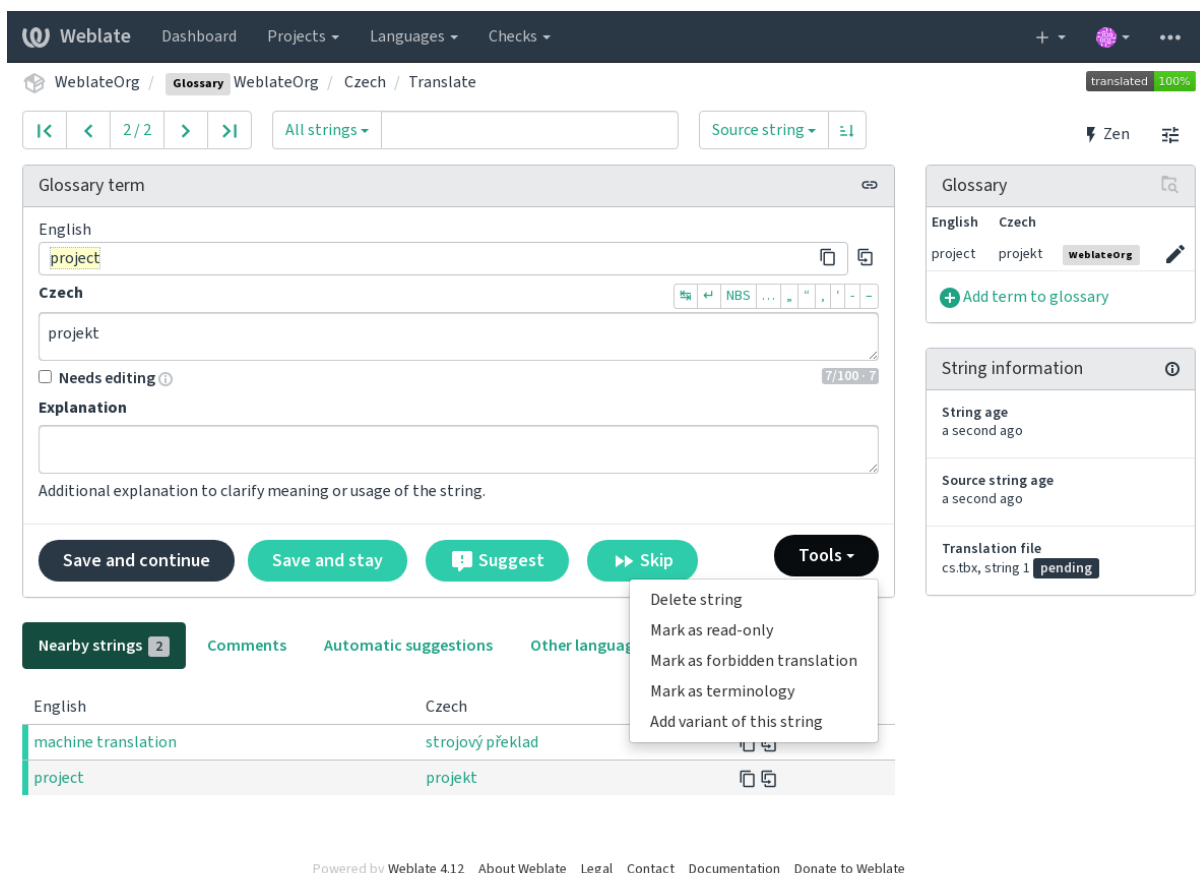 Weblate Dashboard Projects Languages Checks
WeblateOrg / Glossary WeblateOrg / Czech / Translate
translated 100%
2 / 2 All strings Source string
Zen
Glossary term
English
project
Czech
NBS … „ “ ‚ ‘ - –
projekt
Needs editing
7/100 · 7
Explanation
Additional explanation to clarify meaning or usage of the string.
Save and continue Save and stay Suggest Skip Tools
Delete string
Mark as read-only
Mark as forbidden translation
Mark as terminology
Add variant of this string
Nearby strings 2 Comments Automatic suggestions Other languag
English Czech
machine translation strojový překlad
project projekt
Glossary
English Czech
project projekt WeblateOrg
Add term to glossary
String information
String age
a second ago
Source string age
a second ago
Translation file
cs.tbx, string 1 pending
Powered by Weblate 4.12 About Weblate Legal Contact Documentation Donate to Weblate